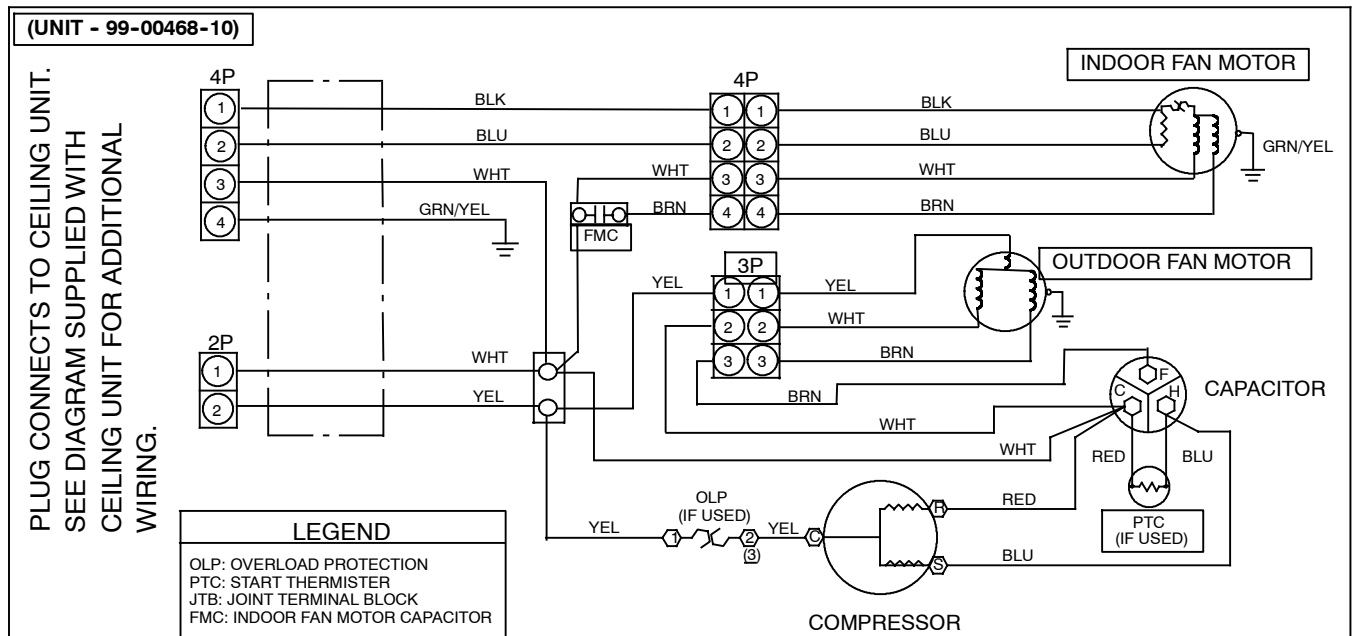 (UNIT - 99-00468-10)
PLUG CONNECTS TO CEILING UNIT.
SEE DIAGRAM SUPPLIED WITH
CEILING UNIT FOR ADDITIONAL
WIRING.
4P
1
2
3
4
BLK
BLU
WHT
GRN/YEL
2P
1
2
WHT
YEL
4P
1 1
2 2
3 3
4 4
WHT
BRN
FMC
BLK
BLU
WHT
BRN
INDOOR FAN MOTOR
GRN/YEL
3P
1 1
2 2
3 3
YEL
YEL
WHT
BRN
OUTDOOR FAN MOTOR
BRN
WHT
WHT
F
C
H
CAPACITOR
RED
BLU
PTC
(IF USED)
YEL
OLP
(IF USED)
1
2
(3)
YEL
C
R
S
RED
BLU
COMPRESSOR
LEGEND
OLP: OVERLOAD PROTECTION
PTC: START THERMISTER
JTB: JOINT TERMINAL BLOCK
FMC: INDOOR FAN MOTOR CAPACITOR